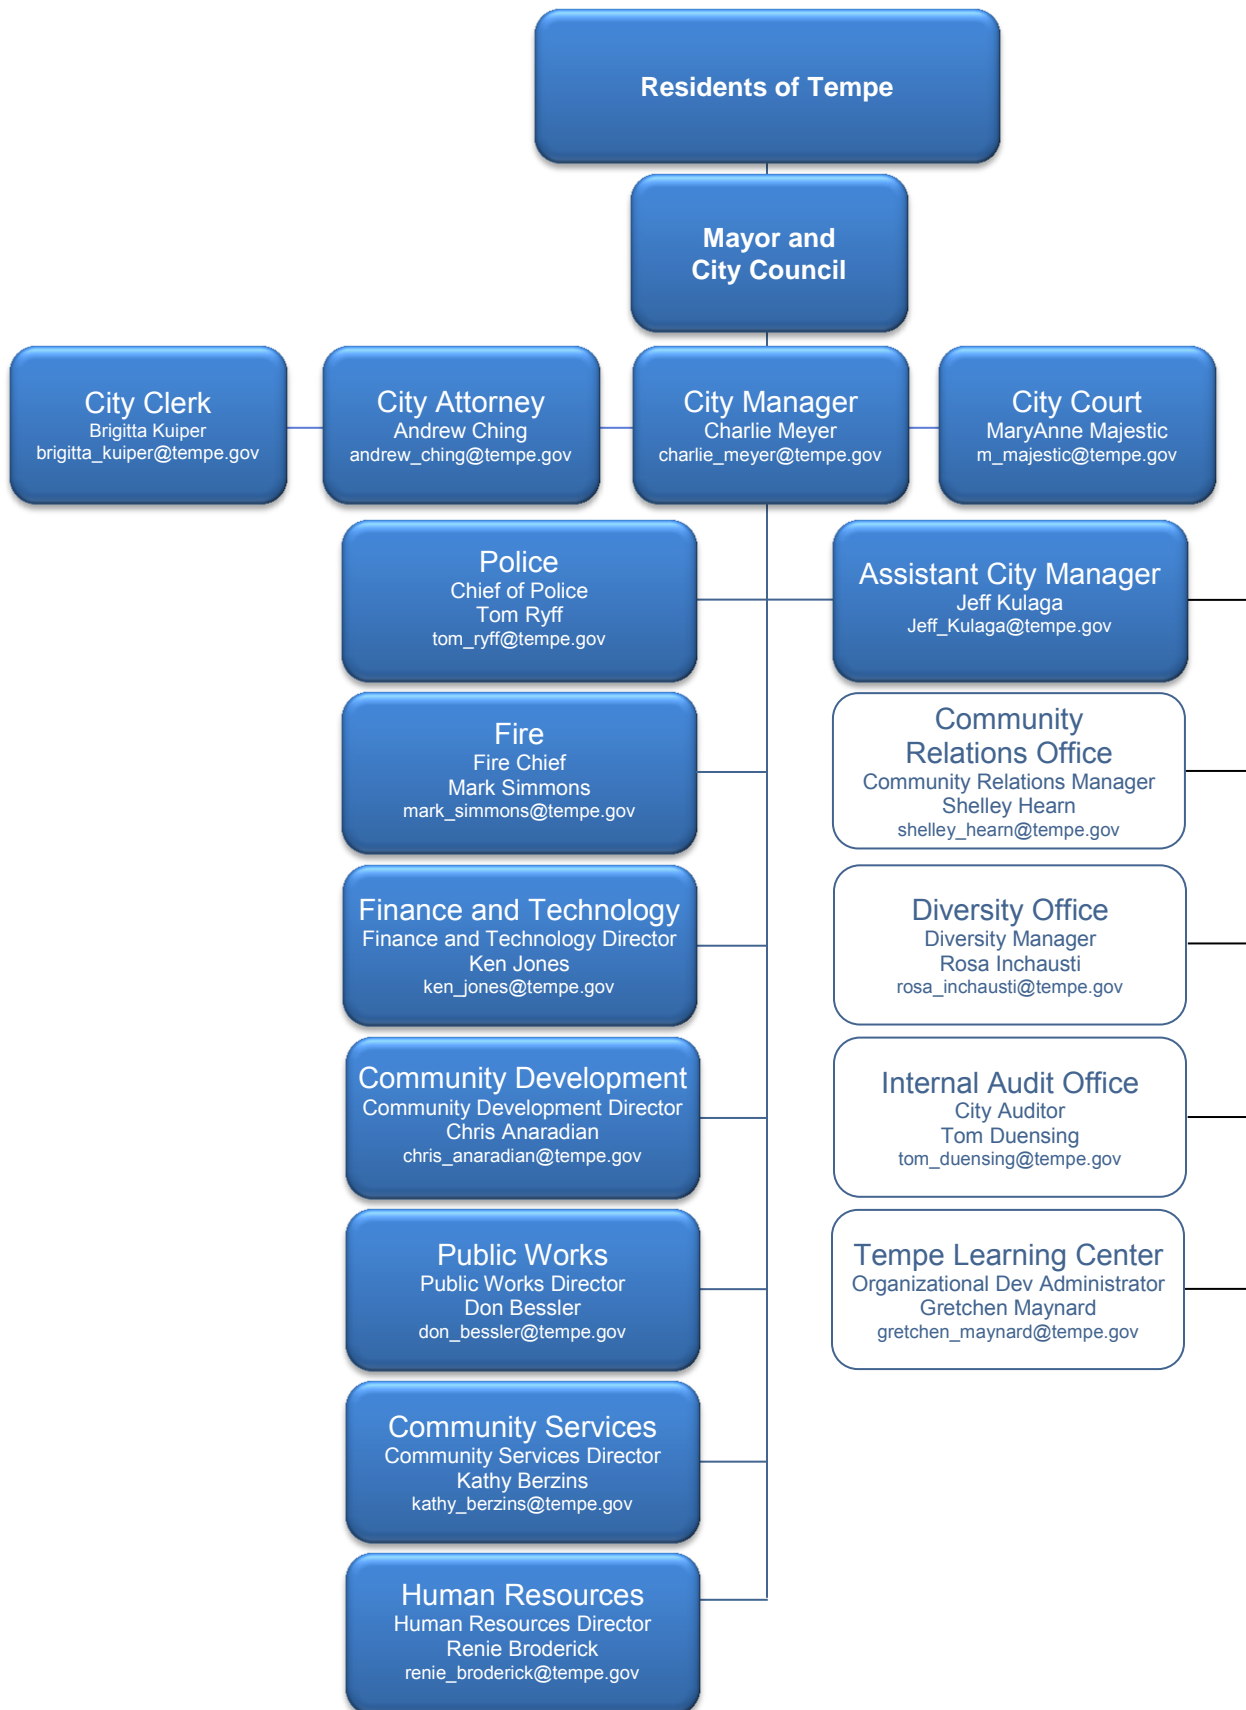 Residents of Tempe
Mayor and
City Council
City Clerk
Brigitta Kuiper
brigitta_kuiper@tempe.gov
City Attorney
Andrew Ching
andrew_ching@tempe.gov
City Manager
Charlie Meyer
charlie_meyer@tempe.gov
City Court
MaryAnne Majestic
m_majestic@tempe.gov
Police
Chief of Police
Tom Ryff
tom_ryff@tempe.gov
Assistant City Manager
Jeff Kulaga
Jeff_Kulaga@tempe.gov
Fire
Fire Chief
Mark Simmons
mark_simmons@tempe.gov
Community
Relations Office
Community Relations Manager
Shelley Hearn
shelley_hearn@tempe.gov
Finance and Technology
Finance and Technology Director
Ken Jones
ken_jones@tempe.gov
Diversity Office
Diversity Manager
Rosa Inchausti
rosa_inchausti@tempe.gov
Community Development
Community Development Director
Chris Anaradian
chris_anaradian@tempe.gov
Internal Audit Office
City Auditor
Tom Duensing
tom_duensing@tempe.gov
Public Works
Public Works Director
Don Bessler
don_bessler@tempe.gov
Tempe Learning Center
Organizational Dev Administrator
Gretchen Maynard
gretchen_maynard@tempe.gov
Community Services
Community Services Director
Kathy Berzins
kathy_berzins@tempe.gov
Human Resources
Human Resources Director
Renie Broderick
renie_broderick@tempe.gov